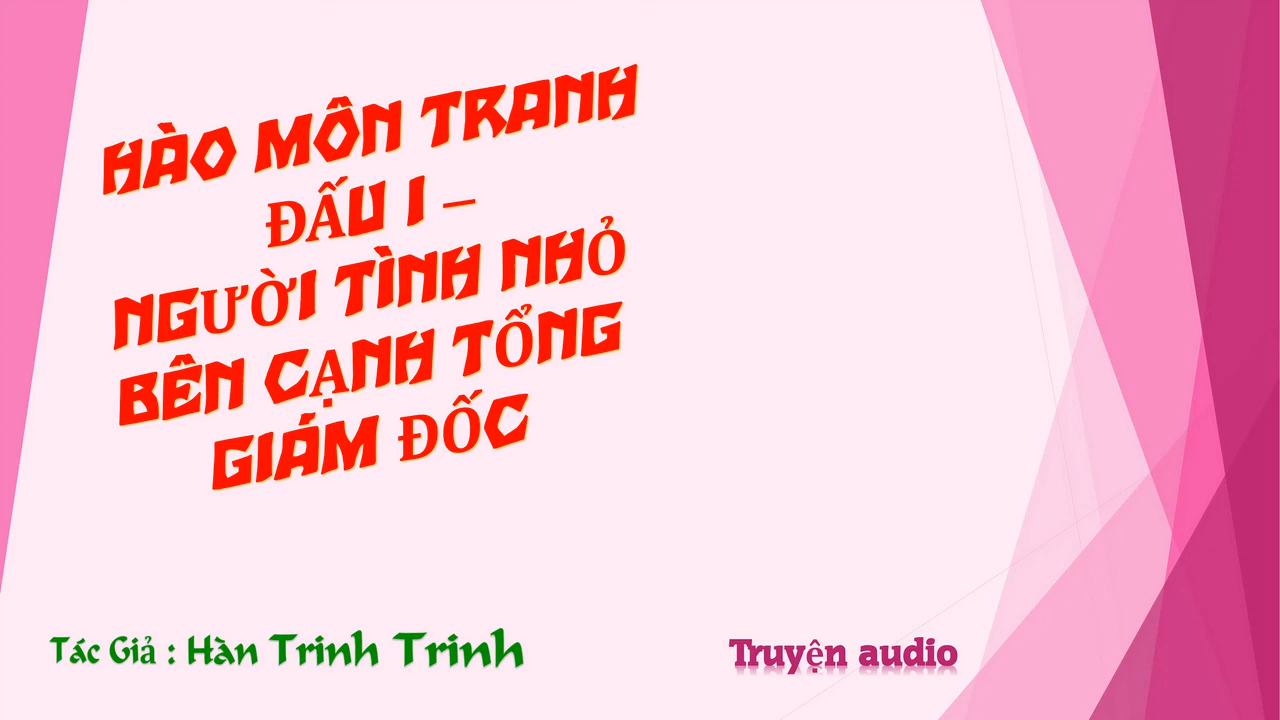 HÀO MÔN TRANH
ĐẤU I –
NGƯỜI TÌNH NHỎ
BÊN CẠNH TỔNG
GIÁM ĐỐC
Tác Giả : Hàn Trinh Trinh
Truyện audio